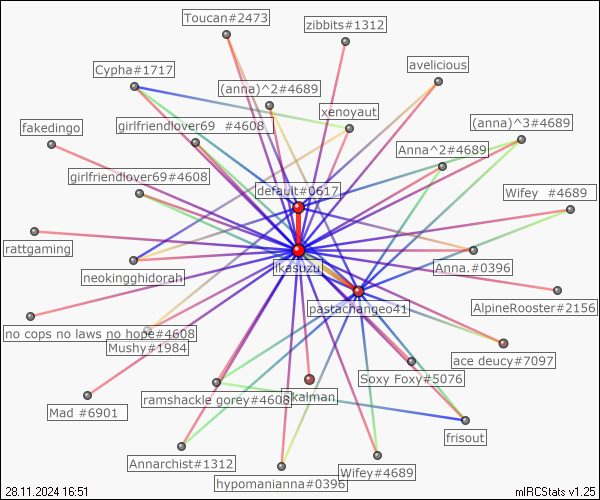 Toucan#2473
zibbits#1312
avelicious
Cypha#1717
(anna)^2#4689
xenoyaut
(anna)^3#4689
fakedingo
girlfriendlover69 #4608
Anna^2#4689
girlfriendlover69#4608
default#0617
Wifey #4689
rattgaming
neokingghidorah
ikasuzu
Anna.#0396
pastachangeo41
AlpineRooster#2156
no cops no laws no hope#4608
Mushy#1984
ace deucy#7097
Soxy Foxy#5076
Mad #6901
ramshackle gorey#4608
kaiman
frisout
Annarchist#1312
hypomanianna#0396
Wifey#4689
28.11.2024 16:51
mIRCStats v1.25